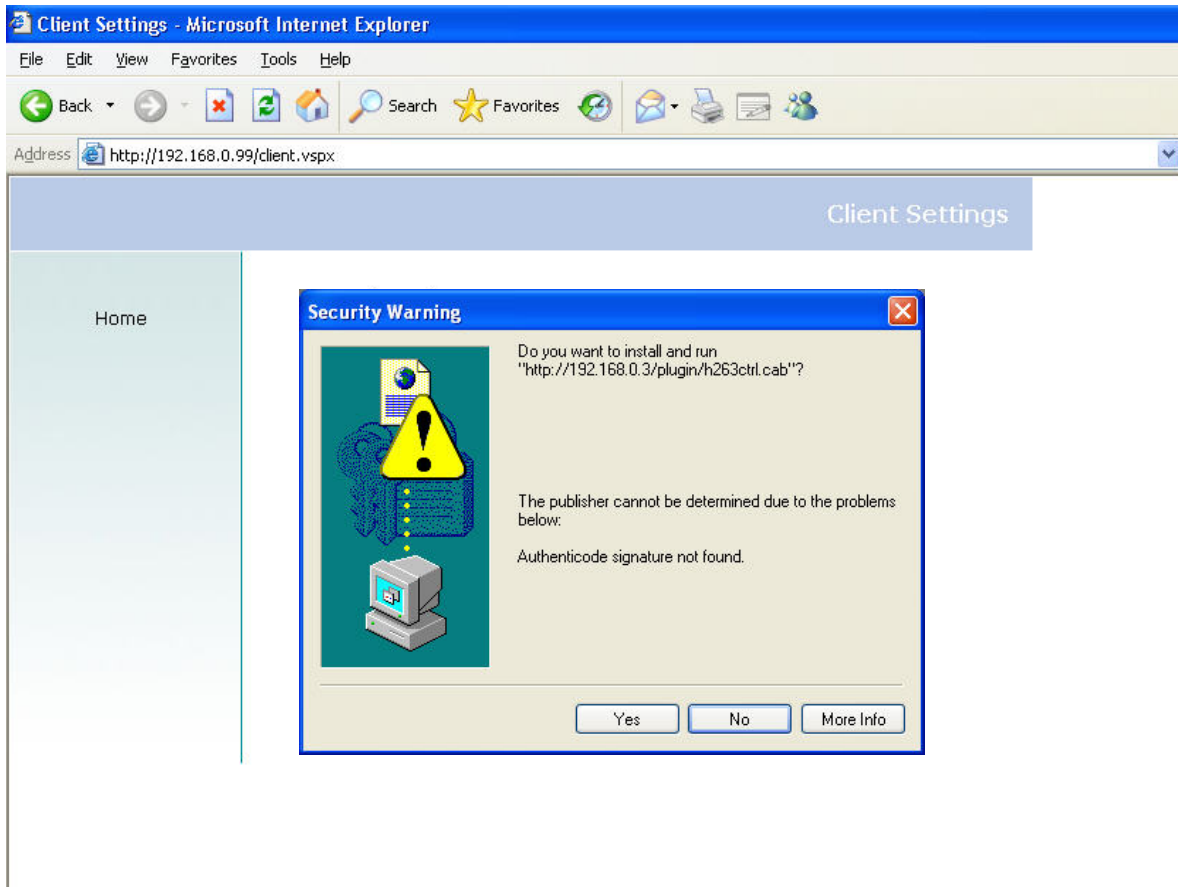 Client Settings - Microsoft Internet Explorer
File Edit View Favorites Tools Help
Back Search Favorites
Address http://192.168.0.99/client.vspx
Client Settings
Home
Security Warning
Do you want to install and run
"http://192.168.0.3/plugin/h263ctrl.cab"?
The publisher cannot be determined due to the problems
below:
Authenticode signature not found.
Yes No More Info